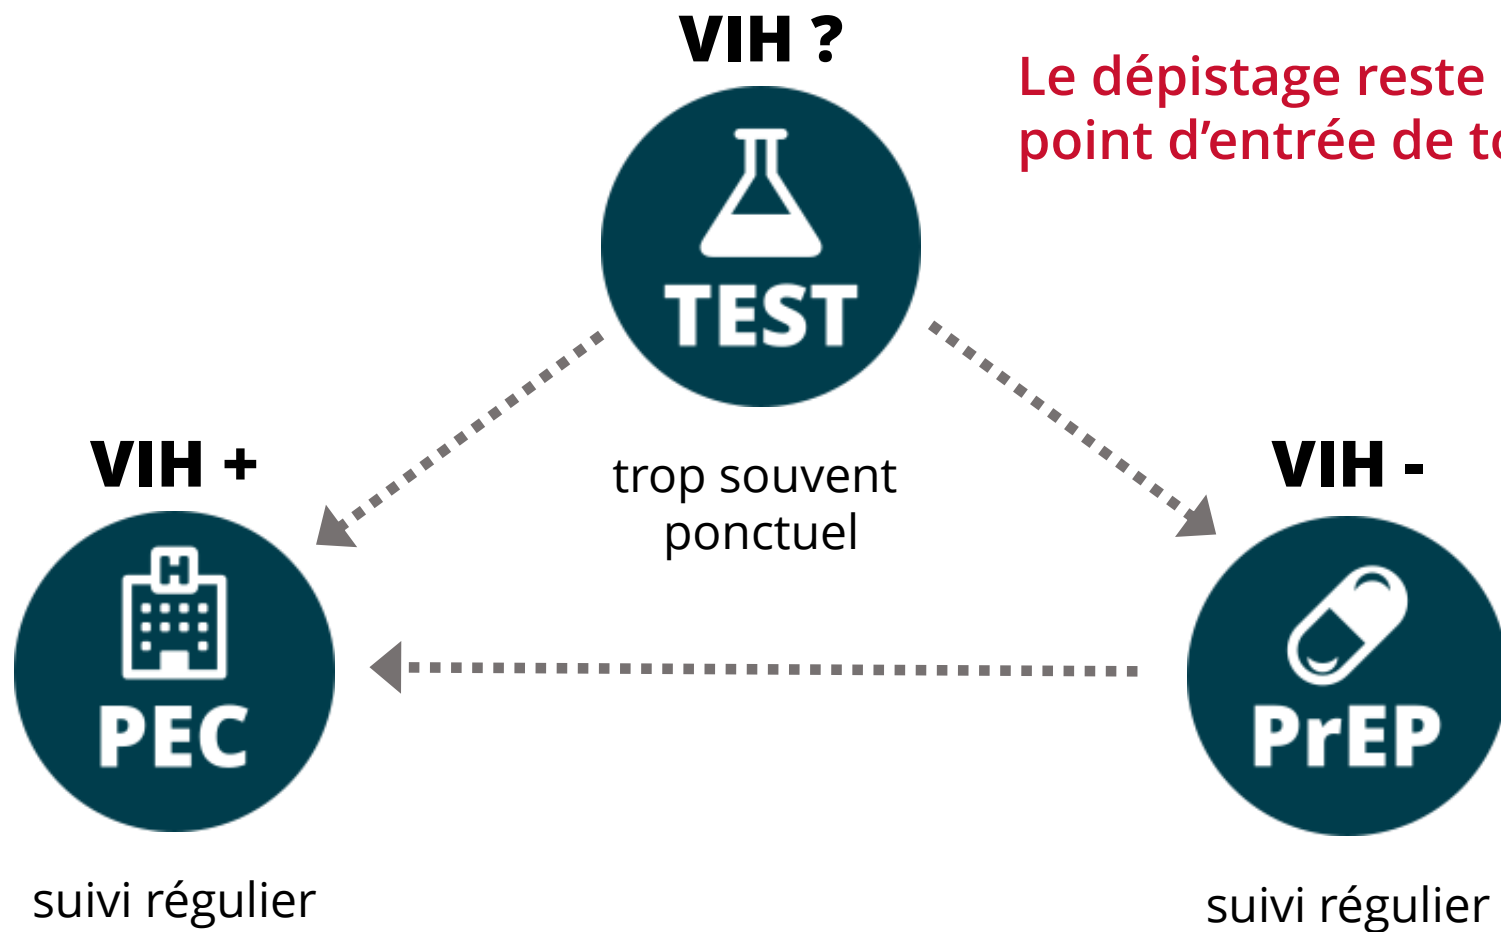 VIH ?
Le dépistage reste
point d’entrée de
TEST
trop souvent
ponctuel
VIH +
H
PEC
suivi régulier
VIH -
PrEP
suivi régulier